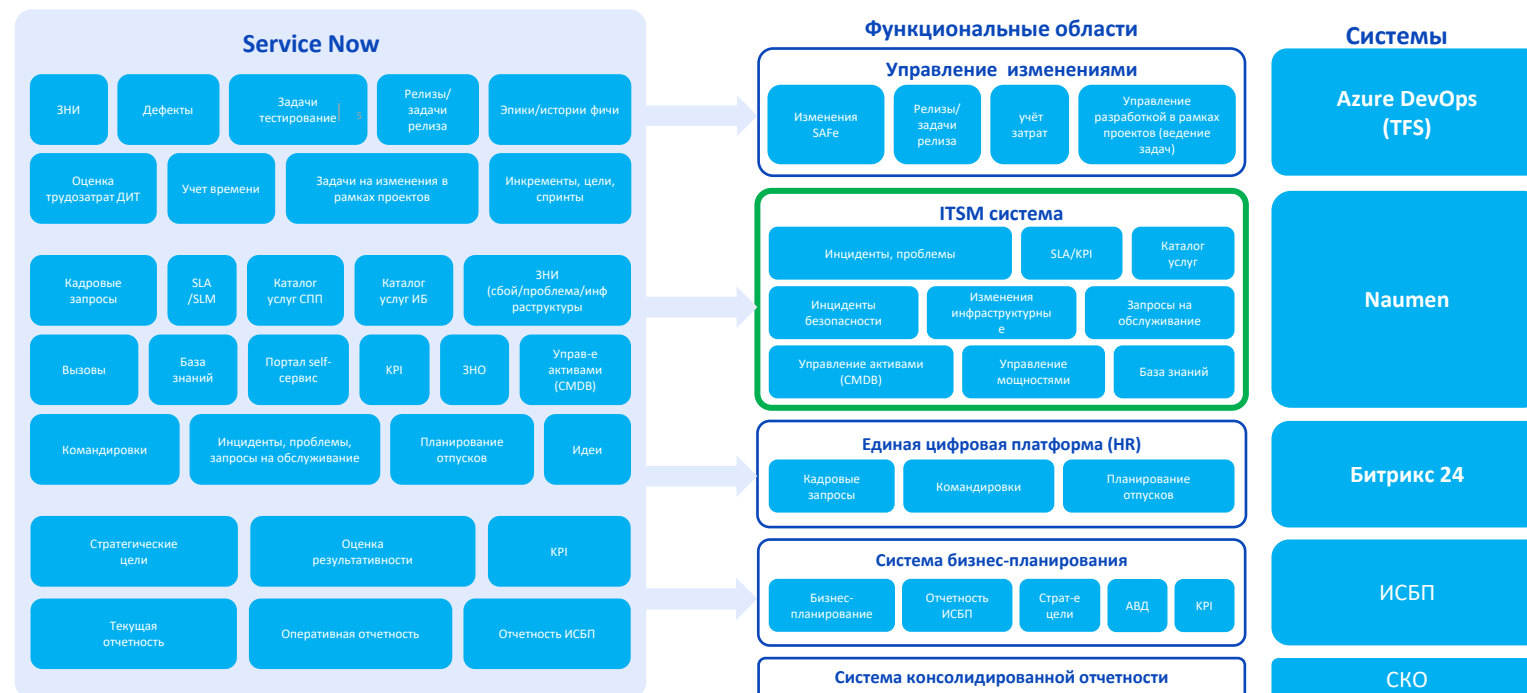 Service Now
ЗНИ
Дефекты
Задачи
тестирование
s
Релизы/
задачи
релиза
Эпики/истории фичи
Оценка
трудозатрат ДИТ
Учет времени
Задачи на изменения в
рамках проектов
Инкременты, цели,
спринты
Кадровые
запросы
SLA
/SLM
Каталог
услуг СПП
Каталог
услуг ИБ
ЗНИ
(сбой/проблема/инф
раструктуры
Вызовы
База
знаний
Портал self-
сервис
KPI
ЗНО
Управ-е
активами
(CMDB)
Командировки
Инциденты, проблемы,
запросы на обслуживание
Планирование
отпусков
Идеи
Стратегические
цели
Оценка
результативности
KPI
Текущая
отчетность
Оперативная отчетность
Отчетность ИСБП
Функциональные области
Управление изменениями
Изменения
SAFe
Релизы/
задачи
релиза
учёт
затрат
Управление
разработкой в рамках
проектов (ведение
задач)
ITSM система
Инциденты, проблемы
SLA/KPI
Каталог
услуг
Инциденты
безопасности
Изменения
инфраструктурны
е
Запросы на
обслуживание
Управление активами
(CMDB)
Управление
мощностями
База знаний
Единая цифровая платформа (HR)
Кадровые
запросы
Командировки
Планирование
отпусков
Система бизнес-планирования
Бизнес-
планирование
Отчетность
ИСБП
Страт-е
цели
АВД
KPI
Система консолидированной отчетности
Системы
Azure DevOps
(TFS)
Naumen
Битрикс 24
ИСБП
СКО